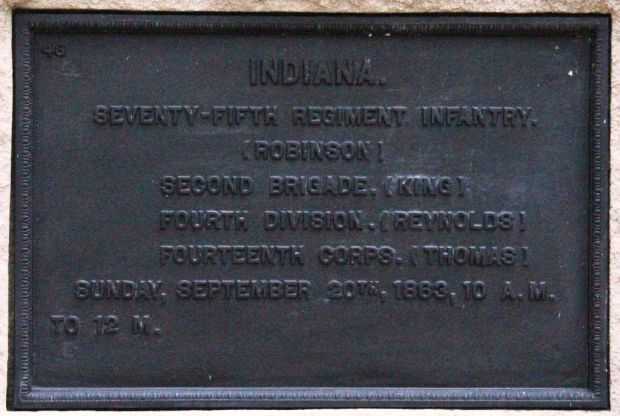 46
INDIANA.
SEVENTY-FIFTH REGIMENT INFANTRY.
(ROBINSON)
SECOND BRIGADE. (KING)
FOURTH DIVISION. (REYNOLDS)
FOURTEENTH CORPS. (THOMAS)
SUNDAY, SEPTEMBER 20TH, 1863, 10 A.M.
TO 12 M.